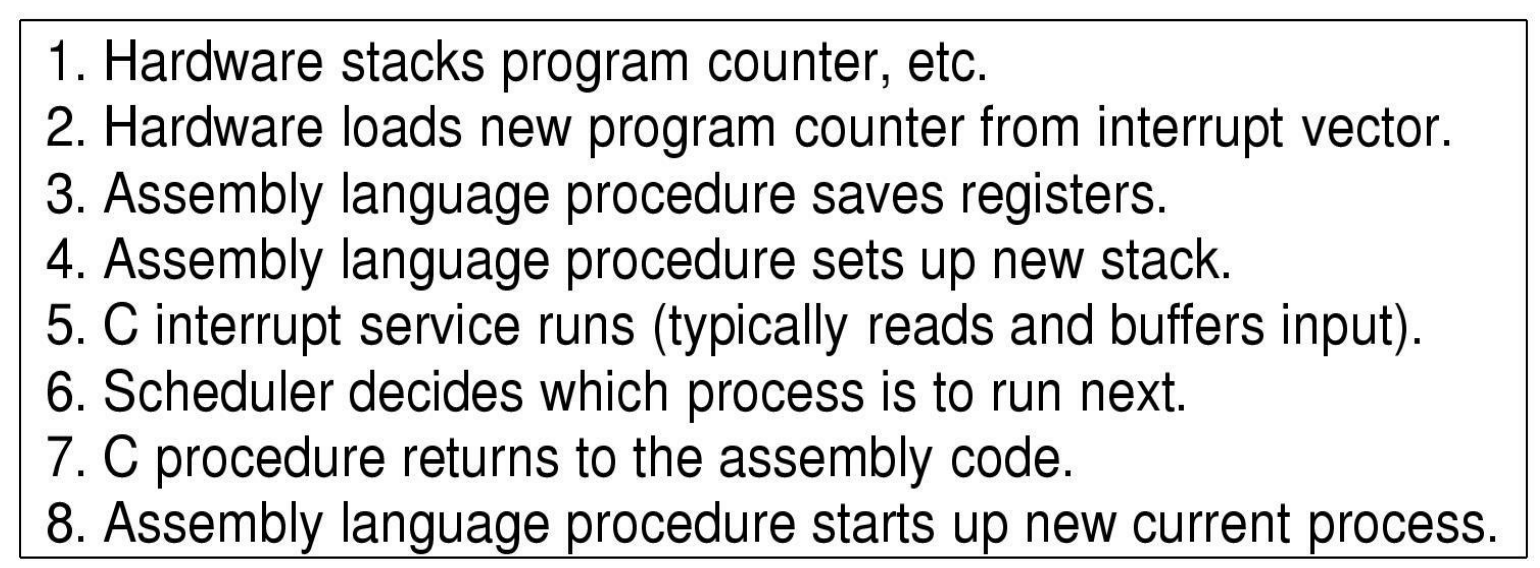 1. Hardware stacks program counter, etc.
2. Hardware loads new program counter from interrupt vector.
3. Assembly language procedure saves registers.
4. Assembly language procedure sets up new stack.
5. C interrupt service runs (typically reads and buffers input).
6. Scheduler decides which process is to run next.
7. C procedure returns to the assembly code.
8. Assembly language procedure starts up new current process.